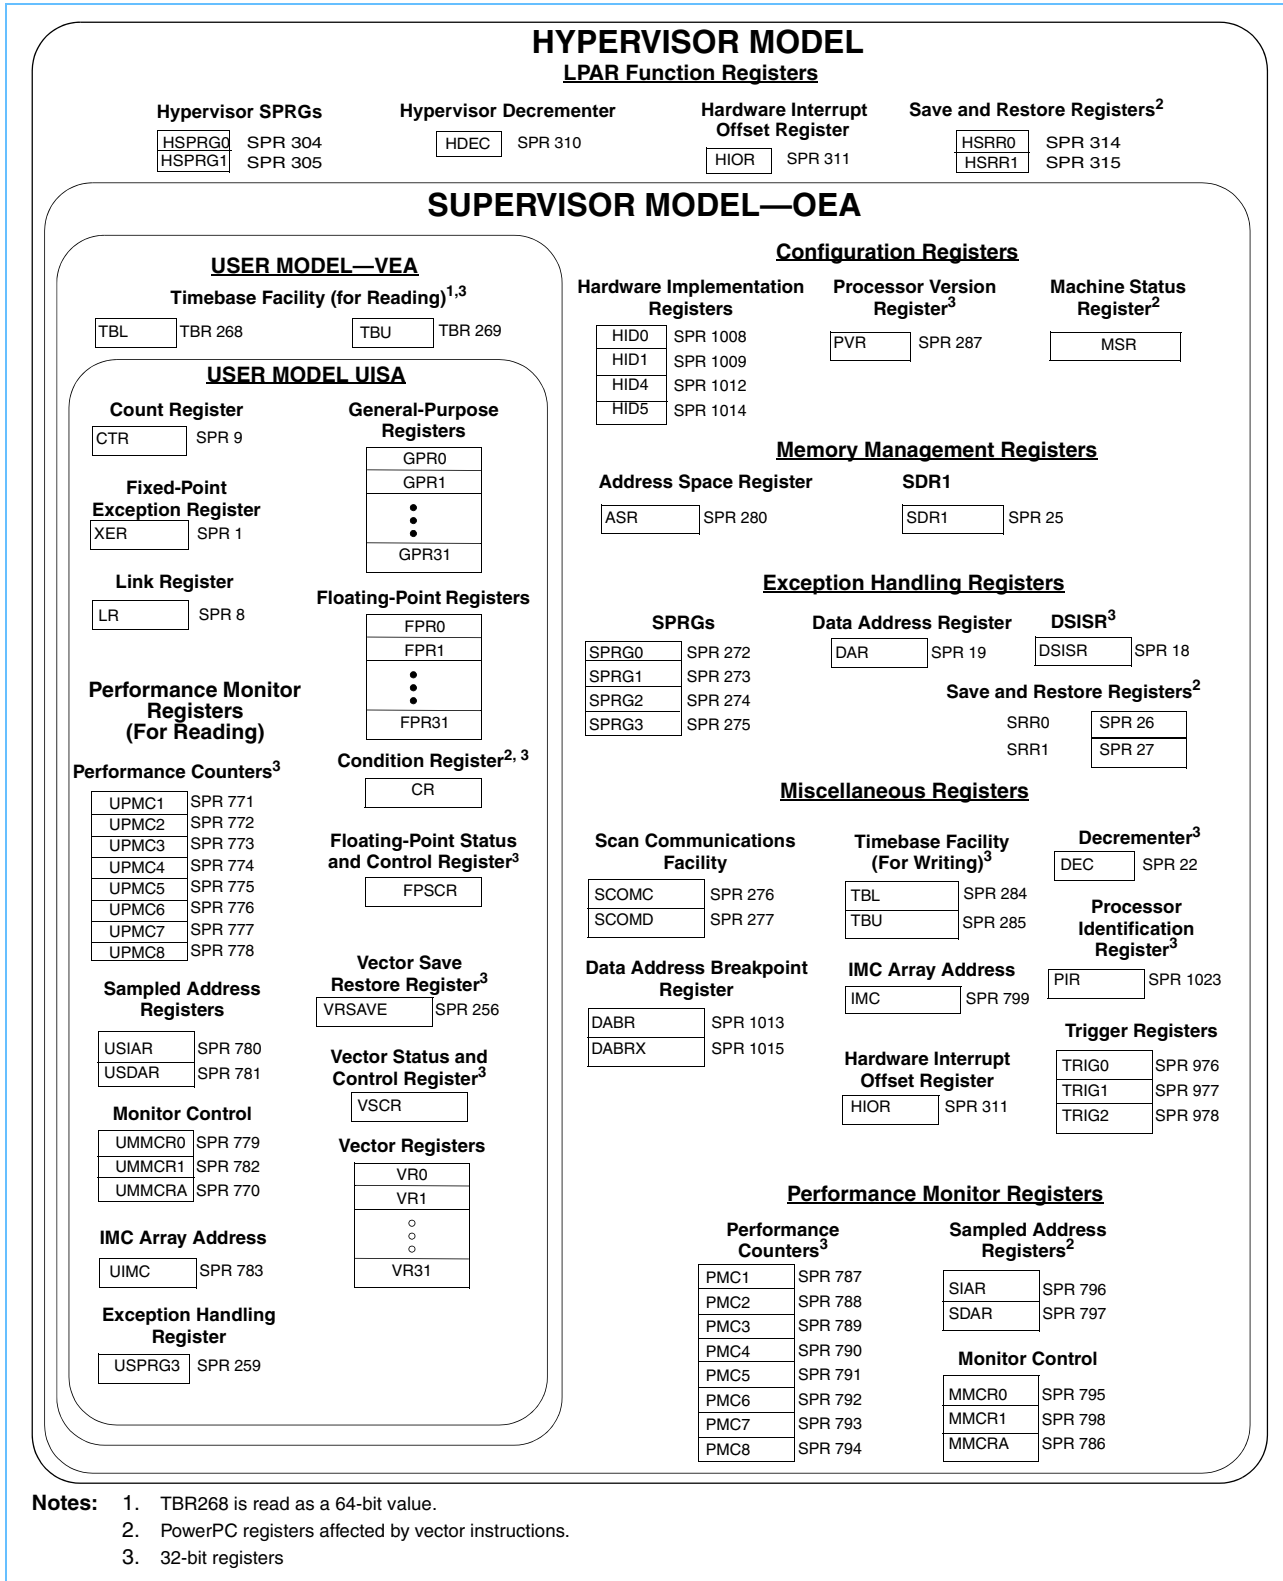 HYPERVISOR MODEL
LPAR Function Registers
Hypervisor SPRGs
HSPRG0 SPR 304
HSPRG1 SPR 305
Hypervisor Decrementer
HDEC SPR 310
Hardware Interrupt
Offset Register
HIOR SPR 311
Save and Restore Registers2
HSRR0 SPR 314
HSRR1 SPR 315
SUPERVISOR MODEL—OEA
USER MODEL—VEA
Timebase Facility (for Reading)1,3
TBL TBR 268
TBU TBR 269
USER MODEL UISA
Count Register
CTR SPR 9
Fixed-Point
Exception Register
XER SPR 1
Link Register
LR SPR 8
Performance Monitor
Registers
(For Reading)
Performance Counters3
UPMC1 SPR 771
UPMC2 SPR 772
UPMC3 SPR 773
UPMC4 SPR 774
UPMC5 SPR 775
UPMC6 SPR 776
UPMC7 SPR 777
UPMC8 SPR 778
Sampled Address
Registers
USIAR SPR 780
USDAR SPR 781
Monitor Control
UMMCR0 SPR 779
UMMCR1 SPR 782
UMMCRA SPR 770
IMC Array Address
UIMC SPR 783
Exception Handling
Register
USPRG3 SPR 259
General-Purpose
Registers
GPR0
GPR1
GPR31
Floating-Point Registers
FPR0
FPR1
FPR31
Condition Register2, 3
CR
Floating-Point Status
and Control Register3
FPSCR
Vector Save
Restore Register3
VRSAVE SPR 256
Vector Status and
Control Register3
VSCR
Vector Registers
VR0
VR1
VR31
Configuration Registers
Hardware Implementation
Registers
HID0 SPR 1008
HID1 SPR 1009
HID4 SPR 1012
HID5 SPR 1014
Processor Version
Register3
PVR SPR 287
Machine Status
Register2
MSR
Memory Management Registers
Address Space Register
ASR SPR 280
SDR1
SDR1 SPR 25
Exception Handling Registers
SPRGs
SPRG0 SPR 272
SPRG1 SPR 273
SPRG2 SPR 274
SPRG3 SPR 275
Data Address Register
DAR SPR 19
DSISR3
DSISR SPR 18
Save and Restore Registers2
SRR0 SPR 26
SRR1 SPR 27
Miscellaneous Registers
Scan Communications
Facility
SCOMC SPR 276
SCOMD SPR 277
Data Address Breakpoint
Register
DABR SPR 1013
DABRX SPR 1015
Timebase Facility
(For Writing)3
TBL SPR 284
TBU SPR 285
IMC Array Address
IMC SPR 799
Hardware Interrupt
Offset Register
HIOR SPR 311
Decrementer3
DEC SPR 22
Processor
Identification
Register3
PIR SPR 1023
Trigger Registers
TRIG0 SPR 976
TRIG1 SPR 977
TRIG2 SPR 978
Performance Monitor Registers
Performance
Counters3
PMC1 SPR 787
PMC2 SPR 788
PMC3 SPR 789
PMC4 SPR 790
PMC5 SPR 791
PMC6 SPR 792
PMC7 SPR 793
PMC8 SPR 794
Sampled Address
Registers2
SIAR SPR 796
SDAR SPR 797
Monitor Control
MMCR0 SPR 795
MMCR1 SPR 798
MMCRA SPR 786
Notes: 1. TBR268 is read as a 64-bit value.
2. PowerPC registers affected by vector instructions.
3. 32-bit registers